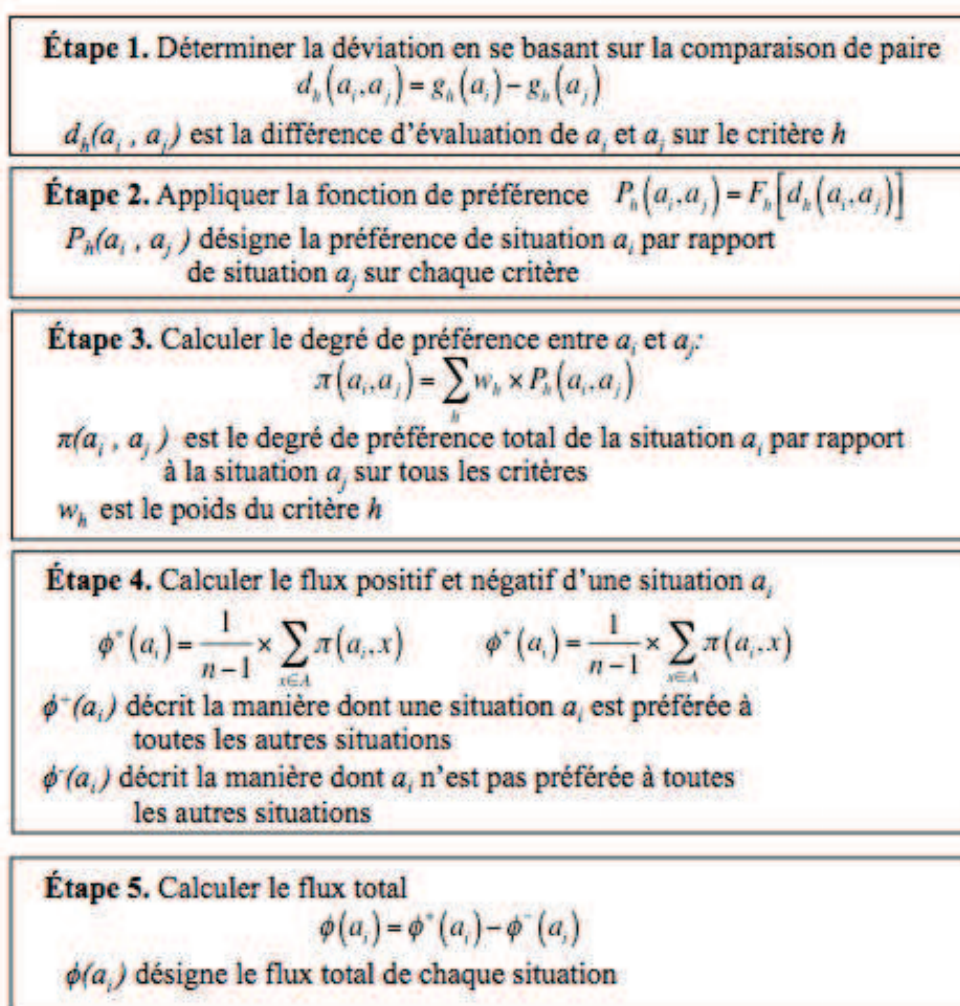 Étape 1. Déterminer la déviation en se basant sur la comparaison de paire
d_h(a_i, a_j) = g_h(a_i) − g_h(a_j)
d_h(a_i , a_j) est la différence d'évaluation de a_i et a_j sur le critère h
Étape 2. Appliquer la fonction de préférence P_h(a_i, a_j) = F_h[d_h(a_i, a_j)]
P_h(a_i , a_j) désigne la préférence de situation a_i par rapport
de situation a_j sur chaque critère
Étape 3. Calculer le degré de préférence entre a_i et a_j:
π(a_i, a_j) = ∑_h w_h × P_h(a_i, a_j)
π(a_i , a_j) est le degré de préférence total de la situation a_i par rapport
à la situation a_j sur tous les critères
w_h est le poids du critère h
Étape 4. Calculer le flux positif et négatif d'une situation a_i
ϕ⁺(a_i) = 1/(n−1) × ∑_{x∈A} π(a_i, x) ϕ⁺(a_i) = 1/(n−1) × ∑_{x∈A} π(a_i, x)
ϕ⁺(a_i) décrit la manière dont une situation a_i est préférée à
toutes les autres situations
ϕ⁻(a_i) décrit la manière dont a_i n'est pas préférée à toutes
les autres situations
Étape 5. Calculer le flux total
ϕ(a_i) = ϕ⁺(a_i) − ϕ⁻(a_i)
ϕ(a_i) désigne le flux total de chaque situation